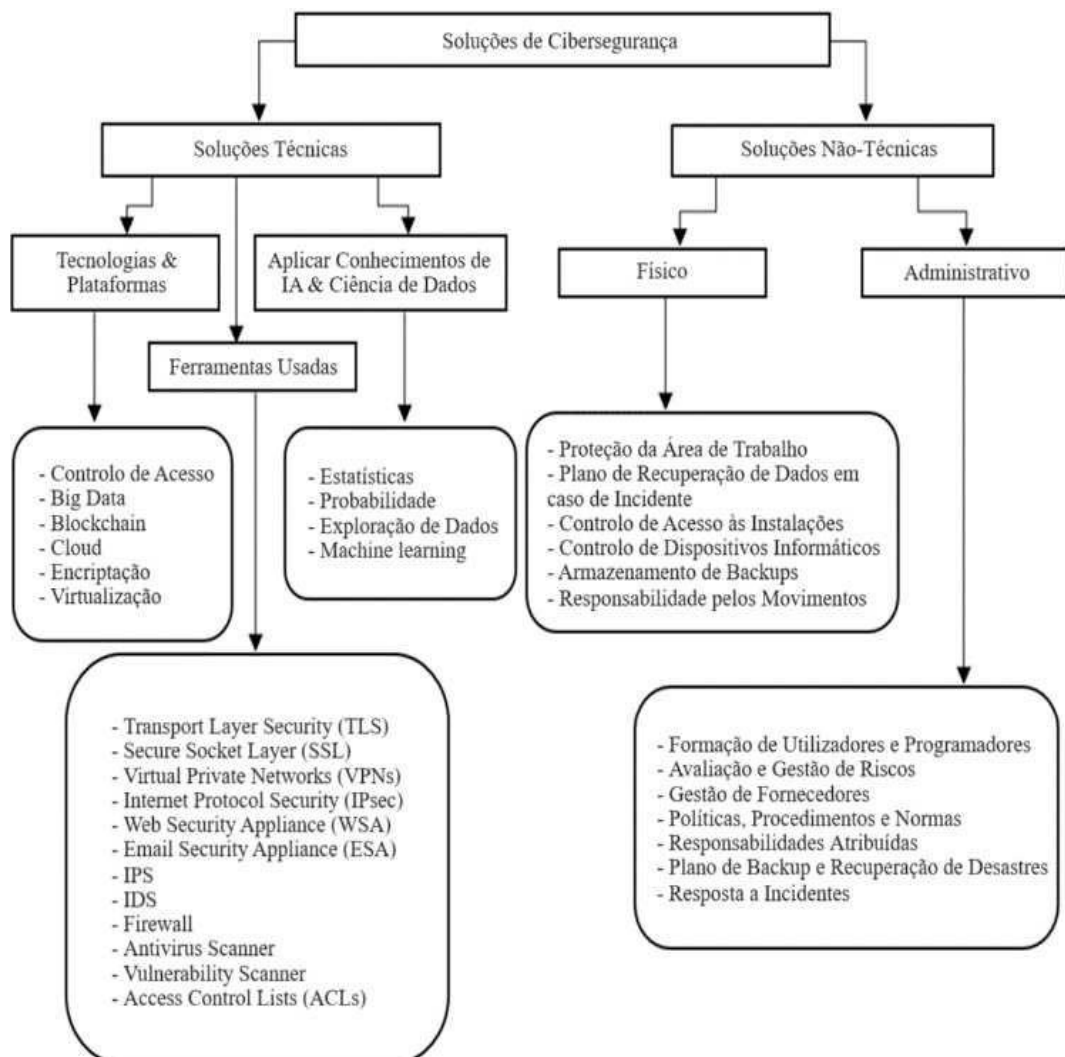 Soluções de Cibersegurança
Soluções Técnicas
Soluções Não-Técnicas
Tecnologias &
Plataformas
Aplicar Conhecimentos de
IA & Ciência de Dados
Físico
Administrativo
Ferramentas Usadas
- Controlo de Acesso
- Big Data
- Blockchain
- Cloud
- Encriptação
- Virtualização
- Estatísticas
- Probabilidade
- Exploração de Dados
- Machine learning
- Proteção da Área de Trabalho
- Plano de Recuperação de Dados em
caso de Incidente
- Controlo de Acesso às Instalações
- Controlo de Dispositivos Informáticos
- Armazenamento de Backups
- Responsabilidade pelos Movimentos
- Transport Layer Security (TLS)
- Secure Socket Layer (SSL)
- Virtual Private Networks (VPNs)
- Internet Protocol Security (IPsec)
- Web Security Appliance (WSA)
- Email Security Appliance (ESA)
- IPS
- IDS
- Firewall
- Antivirus Scanner
- Vulnerability Scanner
- Access Control Lists (ACLs)
- Formação de Utilizadores e Programadores
- Avaliação e Gestão de Riscos
- Gestão de Fornecedores
- Políticas, Procedimentos e Normas
- Responsabilidades Atribuídas
- Plano de Backup e Recuperação de Desastres
- Resposta a Incidentes